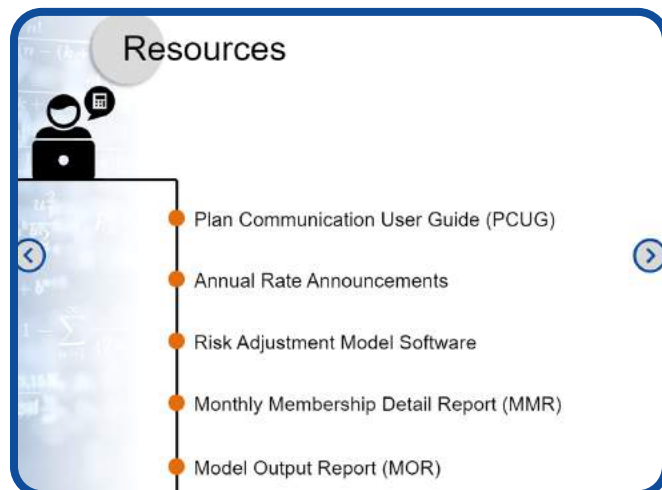 Resources
Plan Communication User Guide (PCUG)
Annual Rate Announcements
Risk Adjustment Model Software
Monthly Membership Detail Report (MMR)
Model Output Report (MOR)